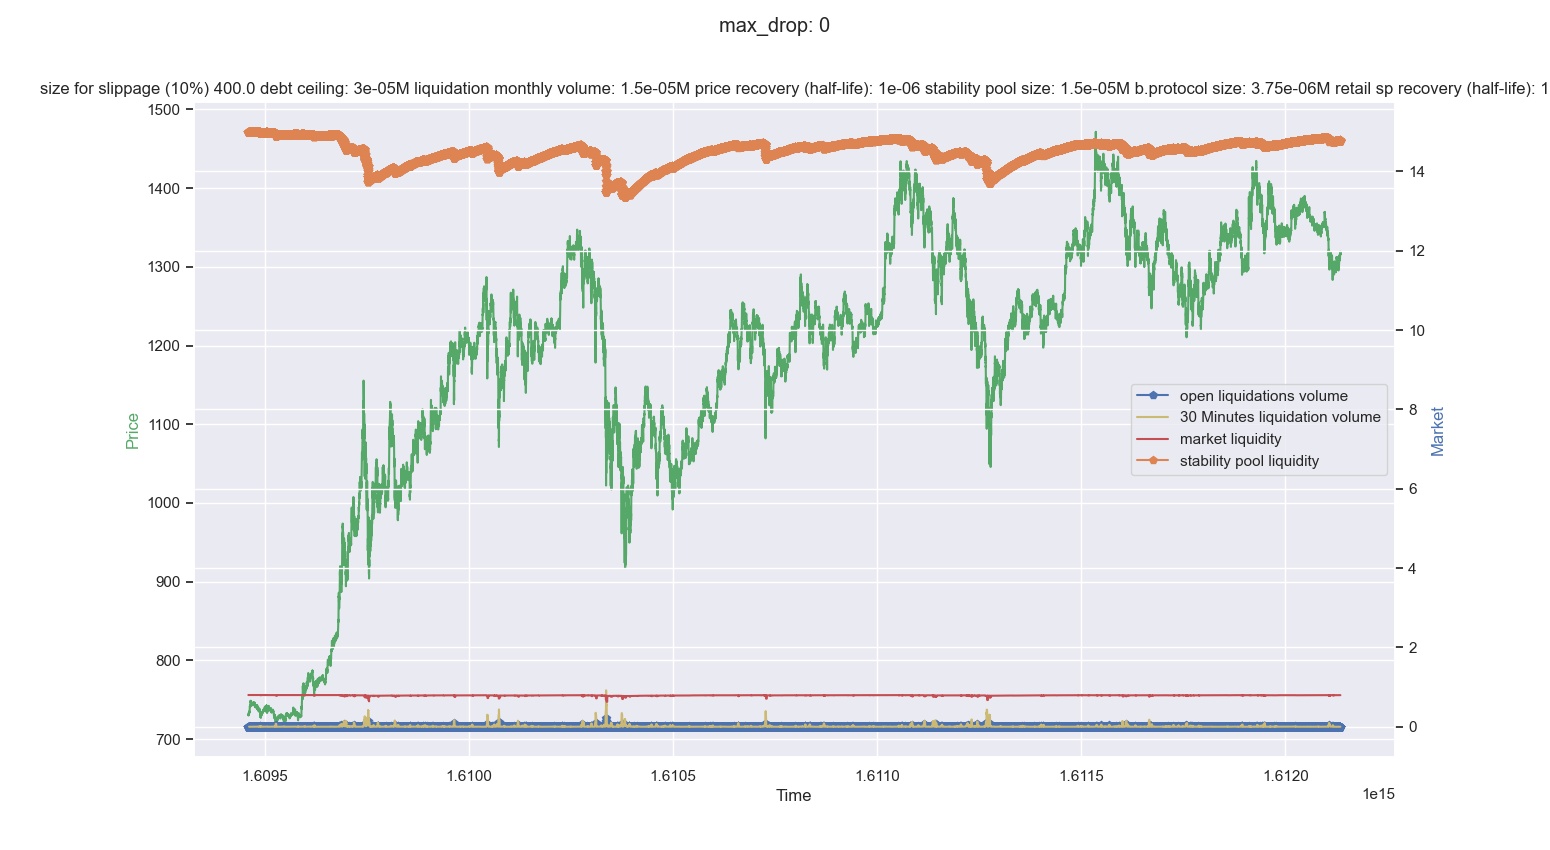 max_drop: 0
size for slippage (10%) 400.0 debt ceiling: 3e-05M liquidation monthly volume: 1.5e-05M price recovery (half-life): 1e-06 stability pool size: 1.5e-05M b.protocol size: 3.75e-06M retail sp recovery (half-life): 1
1500
1400
1300
1200
1100
1000
900
800
700
Price
14
12
10
8
6
4
2
0
Market
open liquidations volume
30 Minutes liquidation volume
market liquidity
stability pool liquidity
1.6095
1.6100
1.6105
1.6110
1.6115
1.6120
1e15
Time